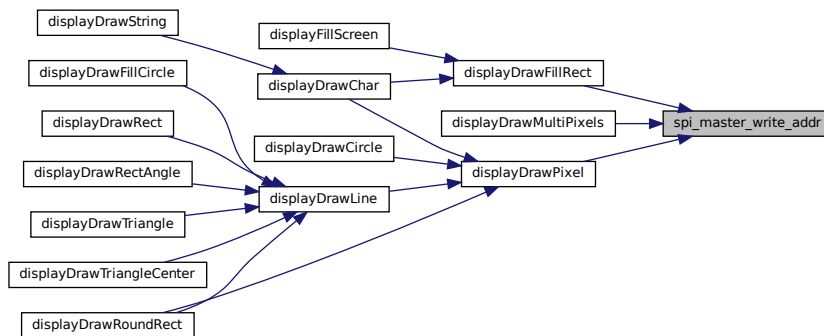 displayDrawString
displayFillScreen
displayDrawFillCircle
displayDrawFillRect
displayDrawChar
displayDrawRect
displayDrawMultiPixels
spi_master_write_addr
displayDrawCircle
displayDrawRectAngle
displayDrawPixel
displayDrawLine
displayDrawTriangle
displayDrawTriangleCenter
displayDrawRoundRect